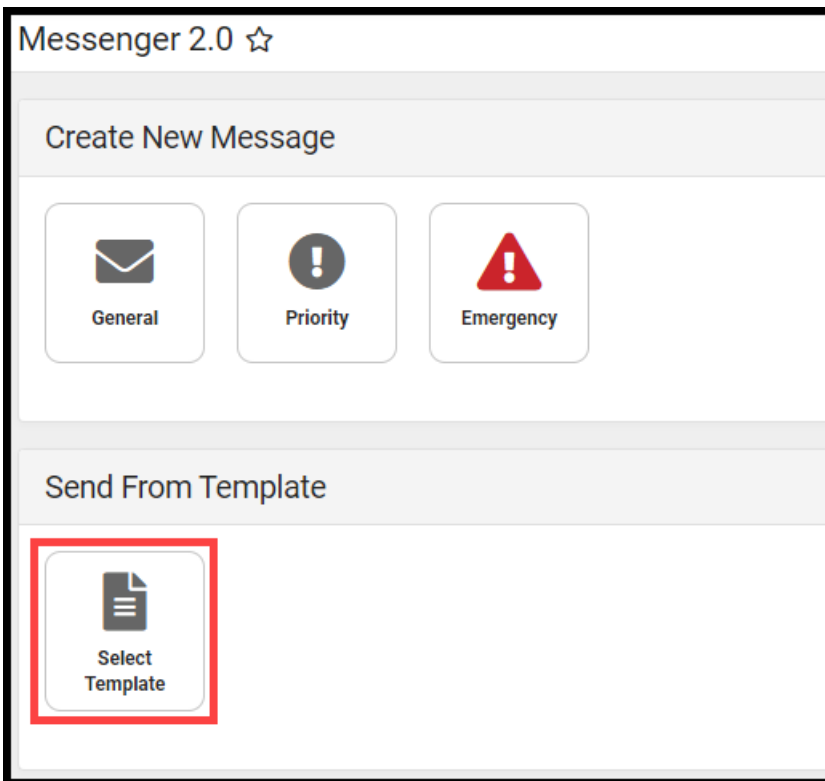 Messenger 2.0
Create New Message
General
Priority
Emergency
Send From Template
Select
Template